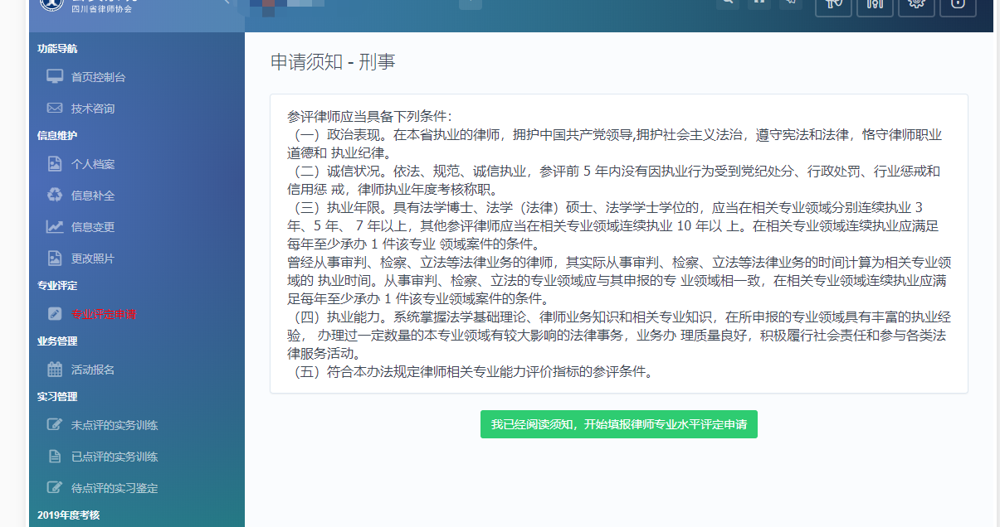 四川省律师协会
功能导航
首页控制台
技术咨询
信息维护
个人档案
信息补全
信息变更
更改照片
专业评定
专业评定申请
业务管理
活动报名
实习管理
未点评的实务训练
已点评的实务训练
待点评的实习鉴定
2019年度考核
申请须知 - 刑事
参评律师应当具备下列条件：
（一）政治表现。在本省执业的律师，拥护中国共产党领导,拥护社会主义法治，遵守宪法和法律，恪守律师职业
道德和 执业纪律。
（二）诚信状况。依法、规范、诚信执业，参评前 5 年内没有因执业行为受到党纪处分、行政处罚、行业惩戒和
信用惩 戒，律师执业年度考核称职。
（三）执业年限。具有法学博士、法学（法律）硕士、法学学士学位的，应当在相关专业领域分别连续执业 3
年、5 年、 7 年以上，其他参评律师应当在相关专业领域连续执业 10 年以 上。在相关专业领域连续执业应满足
每年至少承办 1 件该专业 领域案件的条件。
曾经从事审判、检察、立法等法律业务的律师，其实际从事审判、检察、立法等法律业务的时间计算为相关专业领
域的 执业时间。从事审判、检察、立法的专业领域应与其申报的专 业领域相一致，在相关专业领域连续执业应满
足每年至少承办 1 件该专业领域案件的条件。
（四）执业能力。系统掌握法学基础理论、律师业务知识和相关专业知识，在所申报的专业领域具有丰富的执业经
验， 办理过一定数量的本专业领域有较大影响的法律事务，业务办 理质量良好，积极履行社会责任和参与各类法
律服务活动。
（五）符合本办法规定律师相关专业能力评价指标的参评条件。
我已经阅读须知，开始填报律师专业水平评定申请